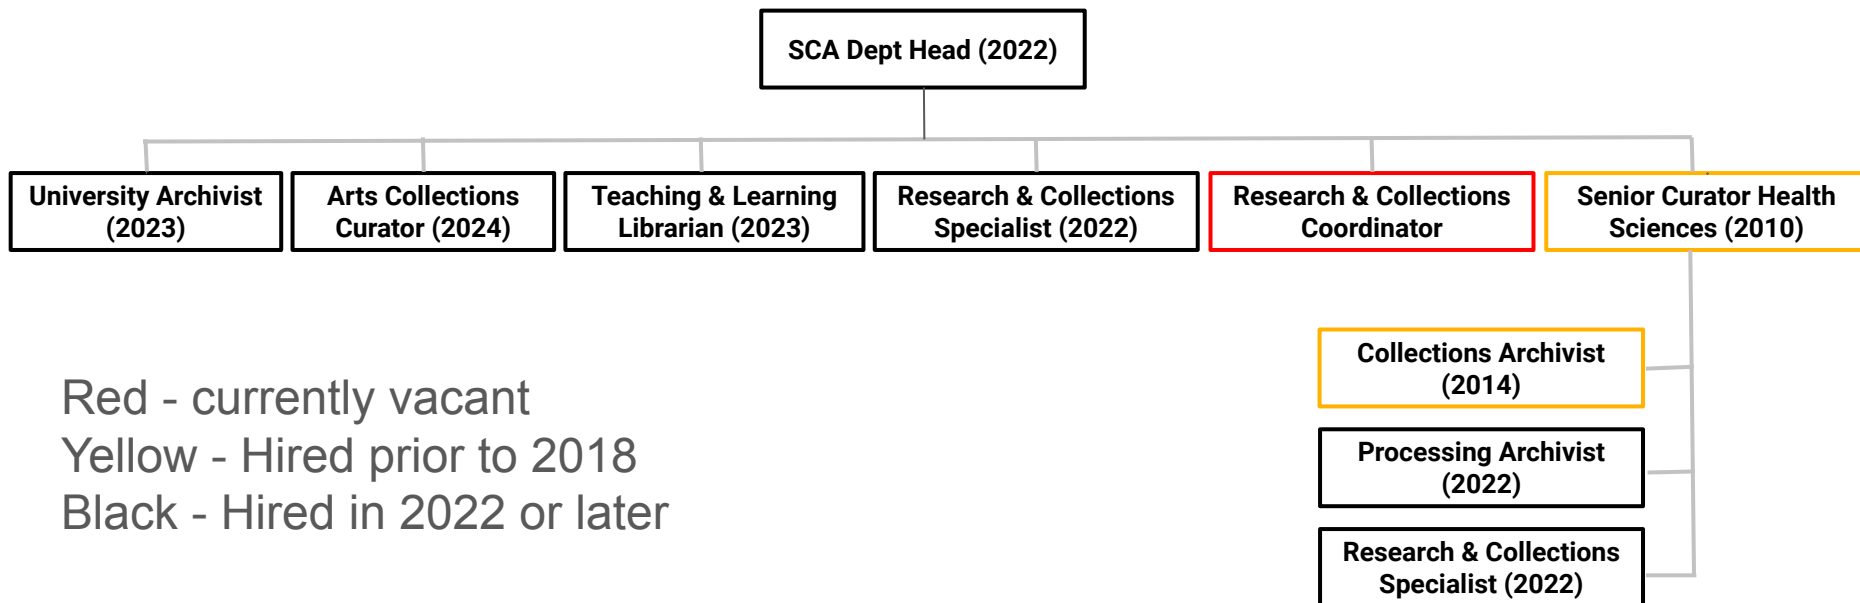 SCA Dept Head (2022)
University Archivist
(2023)
Arts Collections
Curator (2024)
Teaching & Learning
Librarian (2023)
Research & Collections
Specialist (2022)
Research & Collections
Coordinator
Senior Curator Health
Sciences (2010)
Collections Archivist
(2014)
Processing Archivist
(2022)
Research & Collections
Specialist (2022)
Red - currently vacant
Yellow - Hired prior to 2018
Black - Hired in 2022 or later